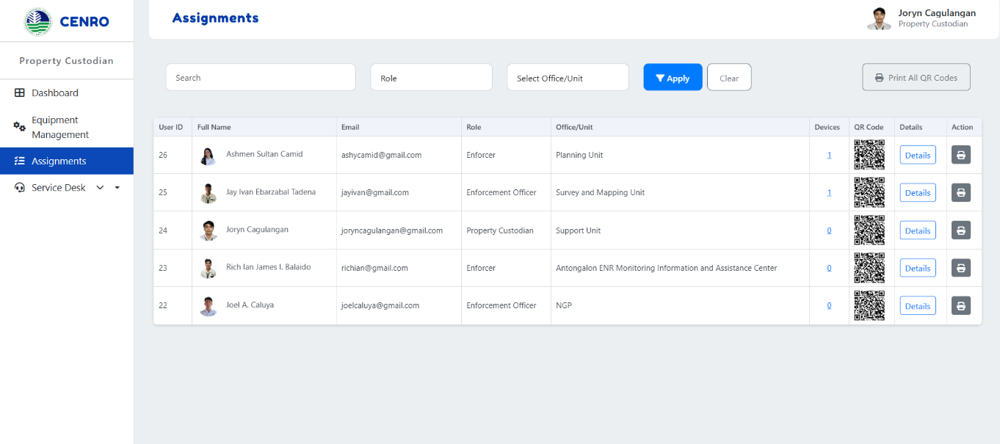 CENRO
Property Custodian
Dashboard
Equipment
Management
Assignments
Service Desk
Assignments
Joryn Cagulangan
Property Custodian
Search
Role
Select Office/Unit
Apply
Clear
Print All QR Codes
User ID Full Name Email Role Office/Unit Devices QR Code Details Action
26 Ashmen Sultan Camid ashycamid@gmail.com Enforcer Planning Unit 1 Details
25 Jay Ivan Ebarzabal Tadena jayivan@gmail.com Enforcement Officer Survey and Mapping Unit 1 Details
24 Joryn Cagulangan joryncagulangan@gmail.com Property Custodian Support Unit 0 Details
23 Rich Ian James I. Balaido richian@gmail.com Enforcer Antongalon ENR Monitoring Information and Assistance Center 0 Details
22 Joel A. Caluya joelcaluya@gmail.com Enforcement Officer NGP 0 Details